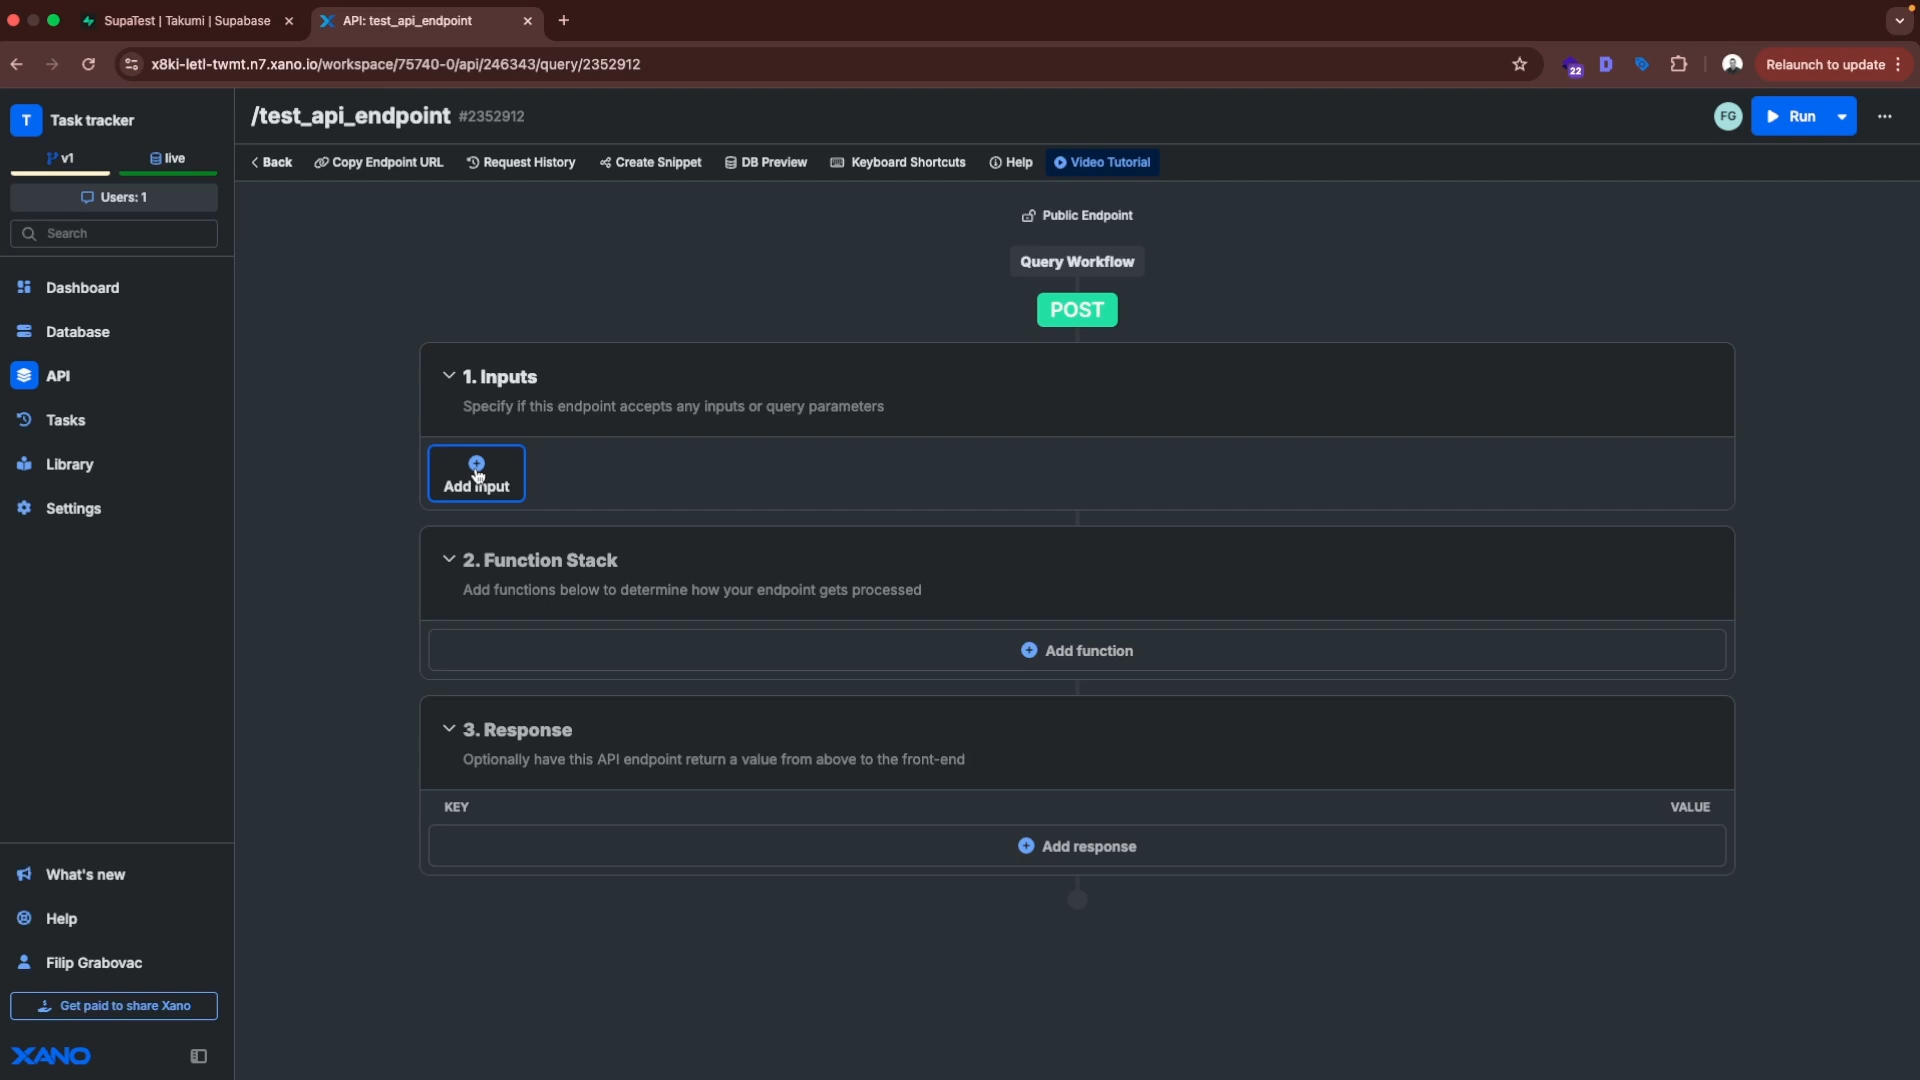 SupaTest | Takumi | Supabase
API: test_api_endpoint
x8ki-letl-twmt.n7.xano.io/workspace/75740-0/api/246343/query/2352912
22
Relaunch to update
T Task tracker
v1 live
Users: 1
Search
Dashboard
Database
API
Tasks
Library
Settings
What's new
Help
Filip Grabovac
Get paid to share Xano
XANO
/test_api_endpoint #2352912
FG
Run
Back Copy Endpoint URL Request History Create Snippet DB Preview Keyboard Shortcuts Help Video Tutorial
Public Endpoint
Query Workflow
POST
1. Inputs
Specify if this endpoint accepts any inputs or query parameters
Add input
2. Function Stack
Add functions below to determine how your endpoint gets processed
Add function
3. Response
Optionally have this API endpoint return a value from above to the front-end
KEY VALUE
Add response